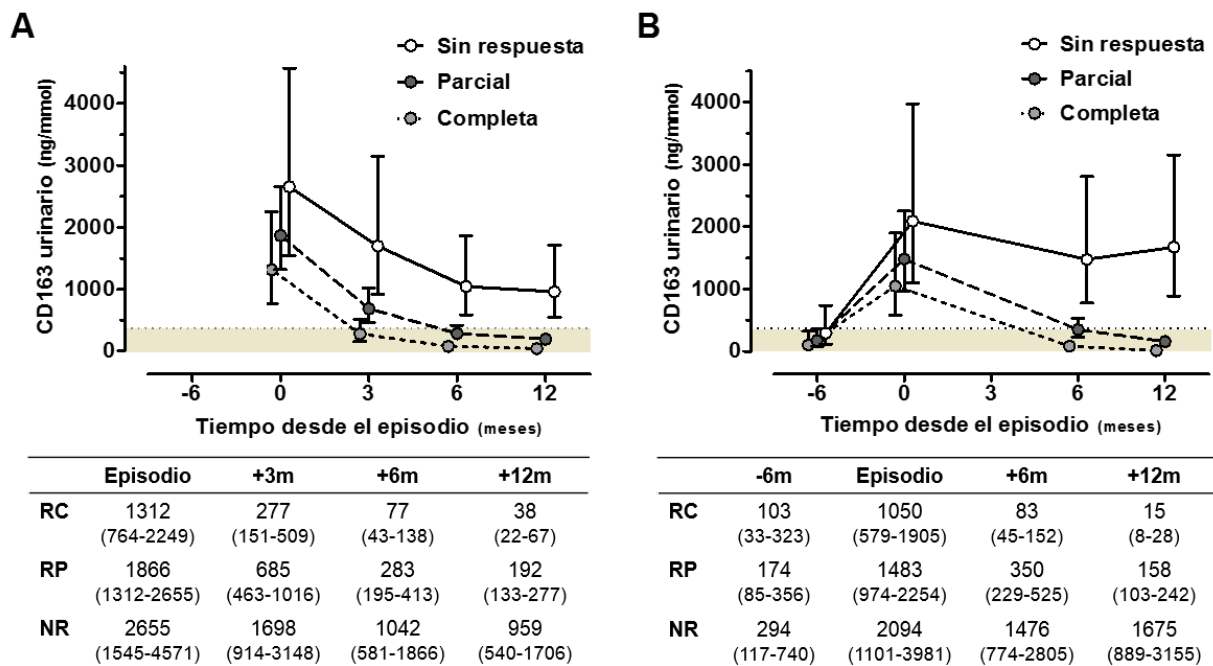 A
Sin respuesta
Parcial
Completa
CD163 urinario (ng/mmol)
4000
3000
2000
1000
0
-6 0 3 6 12
Tiempo desde el episodio (meses)
Episodio +3m +6m +12m
RC 1312 277 77 38
(764-2249) (151-509) (43-138) (22-67)
RP 1866 685 283 192
(1312-2655) (463-1016) (195-413) (133-277)
NR 2655 1698 1042 959
(1545-4571) (914-3148) (581-1866) (540-1706)
B
Sin respuesta
Parcial
Completa
CD163 urinario (ng/mmol)
4000
3000
2000
1000
0
-6 0 3 6 12
Tiempo desde el episodio (meses)
-6m Episodio +6m +12m
RC 103 1050 83 15
(33-323) (579-1905) (45-152) (8-28)
RP 174 1483 350 158
(85-356) (974-2254) (229-525) (103-242)
NR 294 2094 1476 1675
(117-740) (1101-3981) (774-2805) (889-3155)